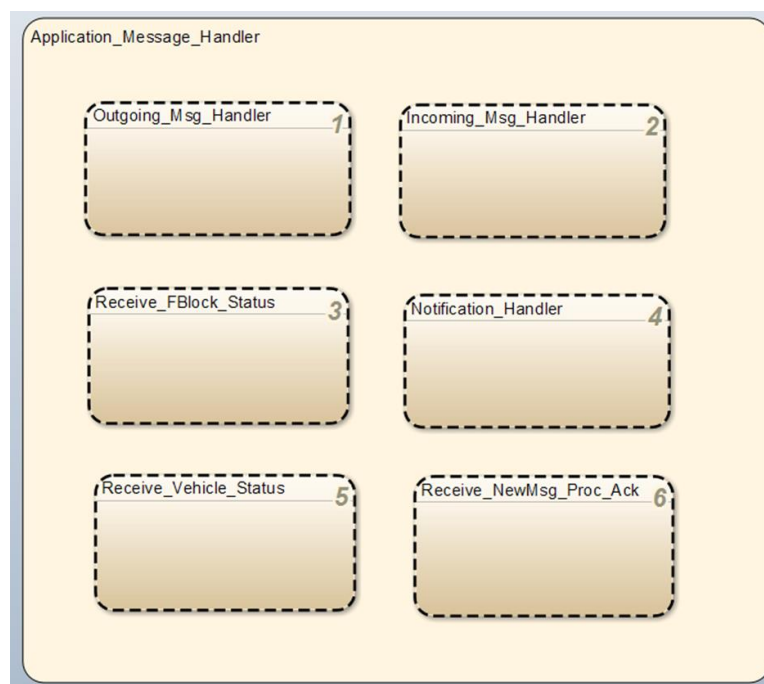 Application_Message_Handler
Outgoing_Msg_Handler 1
Incoming_Msg_Handler 2
Receive_FBlock_Status 3
Notification_Handler 4
Receive_Vehicle_Status 5
Receive_NewMsg_Proc_Ack 6